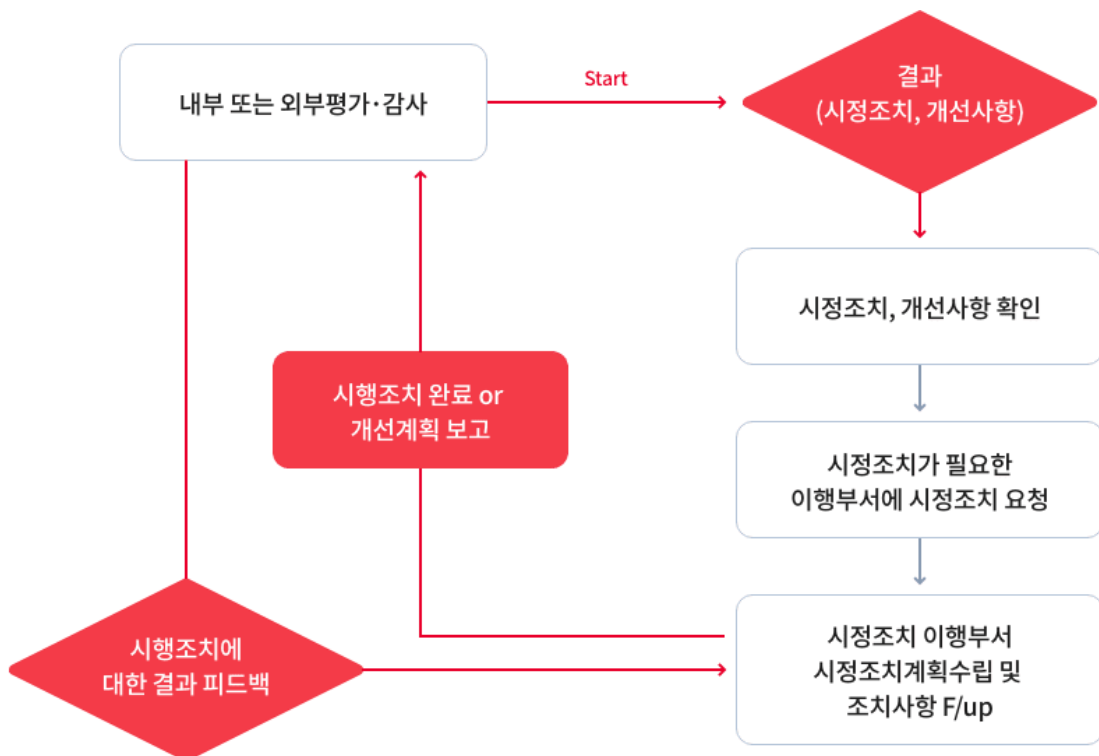 내부 또는 외부평가·감사
Start
결과
(시정조치, 개선사항)
시정조치, 개선사항 확인
시행조치 완료 or
개선계획 보고
시정조치가 필요한
이행부서에 시정조치 요청
시행조치에
대한 결과 피드백
시정조치 이행부서
시정조치계획수립 및
조치사항 F/up